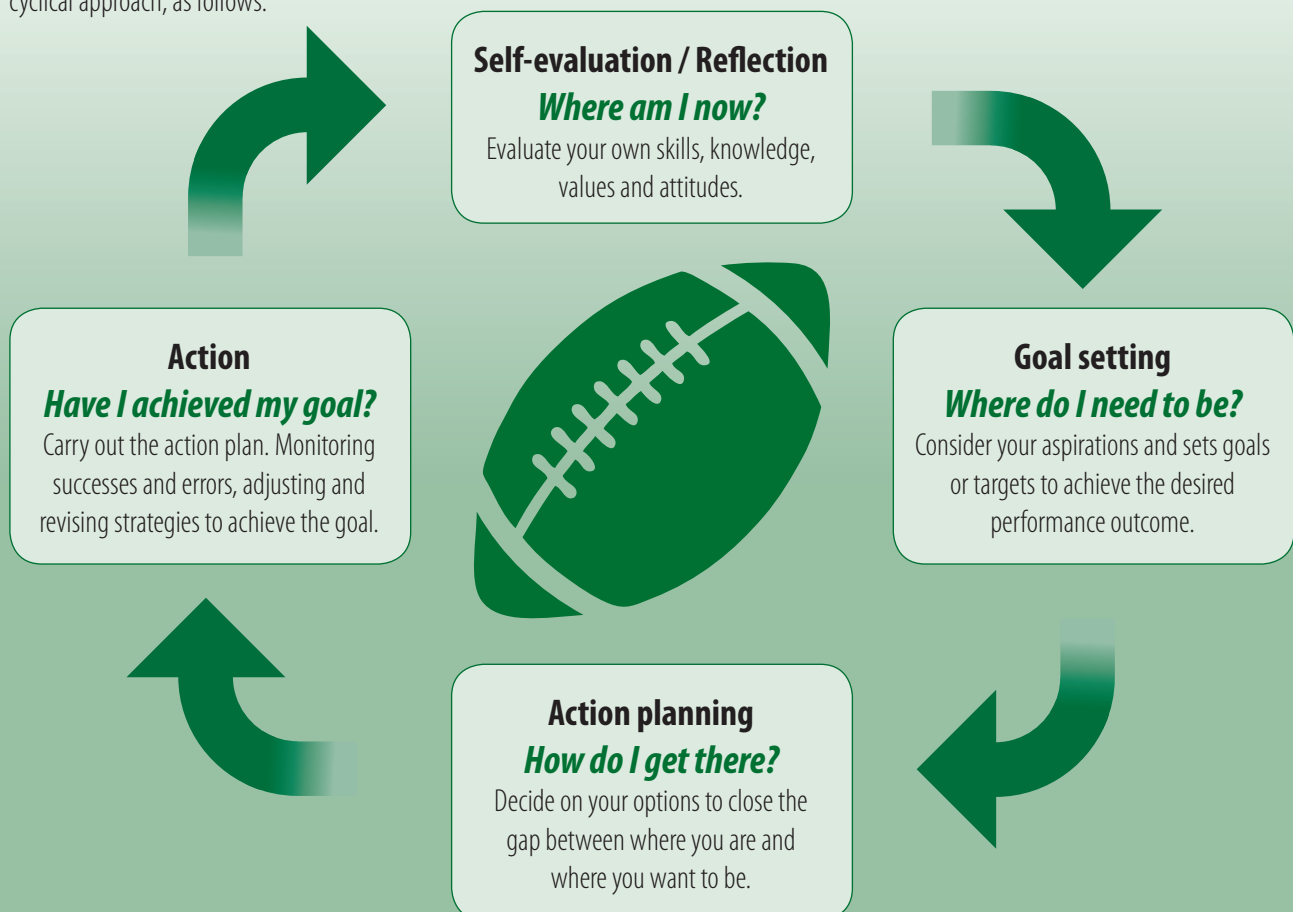 cyclical approach, as follows.
Self-evaluation / Reflection
Where am I now?
Evaluate your own skills, knowledge,
values and attitudes.
Goal setting
Where do I need to be?
Consider your aspirations and sets goals
or targets to achieve the desired
performance outcome.
Action planning
How do I get there?
Decide on your options to close the
gap between where you are and
where you want to be.
Action
Have I achieved my goal?
Carry out the action plan. Monitoring
successes and errors, adjusting and
revising strategies to achieve the goal.